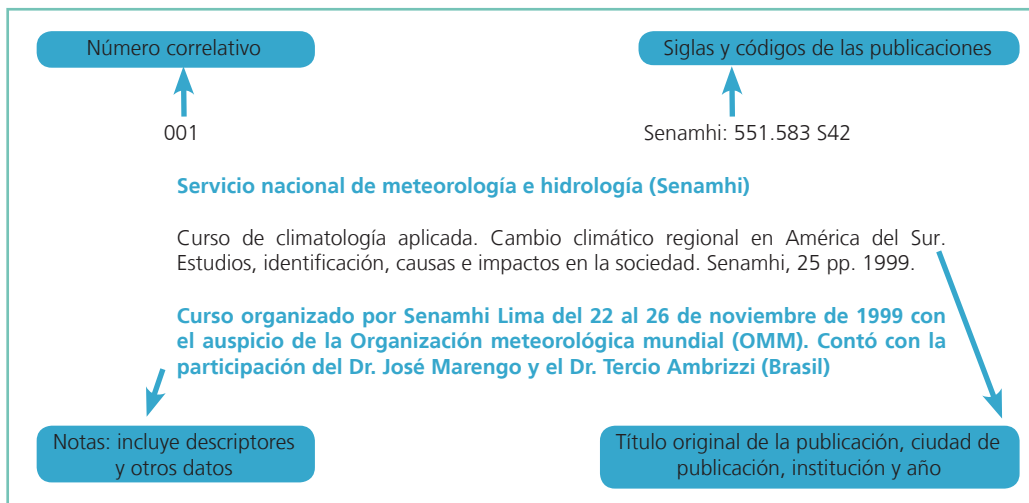 Número correlativo
Siglas y códigos de las publicaciones
001
Senamhi: 551.583 S42
Servicio nacional de meteorología e hidrología (Senamhi)
Curso de climatología aplicada. Cambio climático regional en América del Sur.
Estudios, identificación, causas e impactos en la sociedad. Senamhi, 25 pp. 1999.
Curso organizado por Senamhi Lima del 22 al 26 de noviembre de 1999 con
el auspicio de la Organización meteorológica mundial (OMM). Contó con la
participación del Dr. José Marengo y el Dr. Tercio Ambrizzi (Brasil)
Notas: incluye descriptores
y otros datos
Título original de la publicación, ciudad de
publicación, institución y año